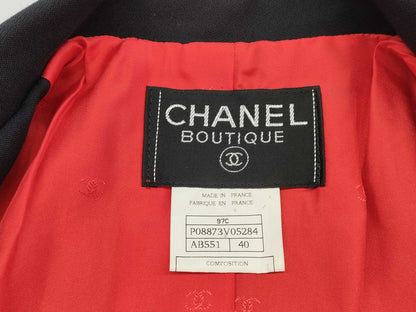 CHANEL
BOUTIQUE
MADE IN FRANCE
FABRIQUE EN FRANCE
97C
P08873V05284
AB551 40
COMPOSITION